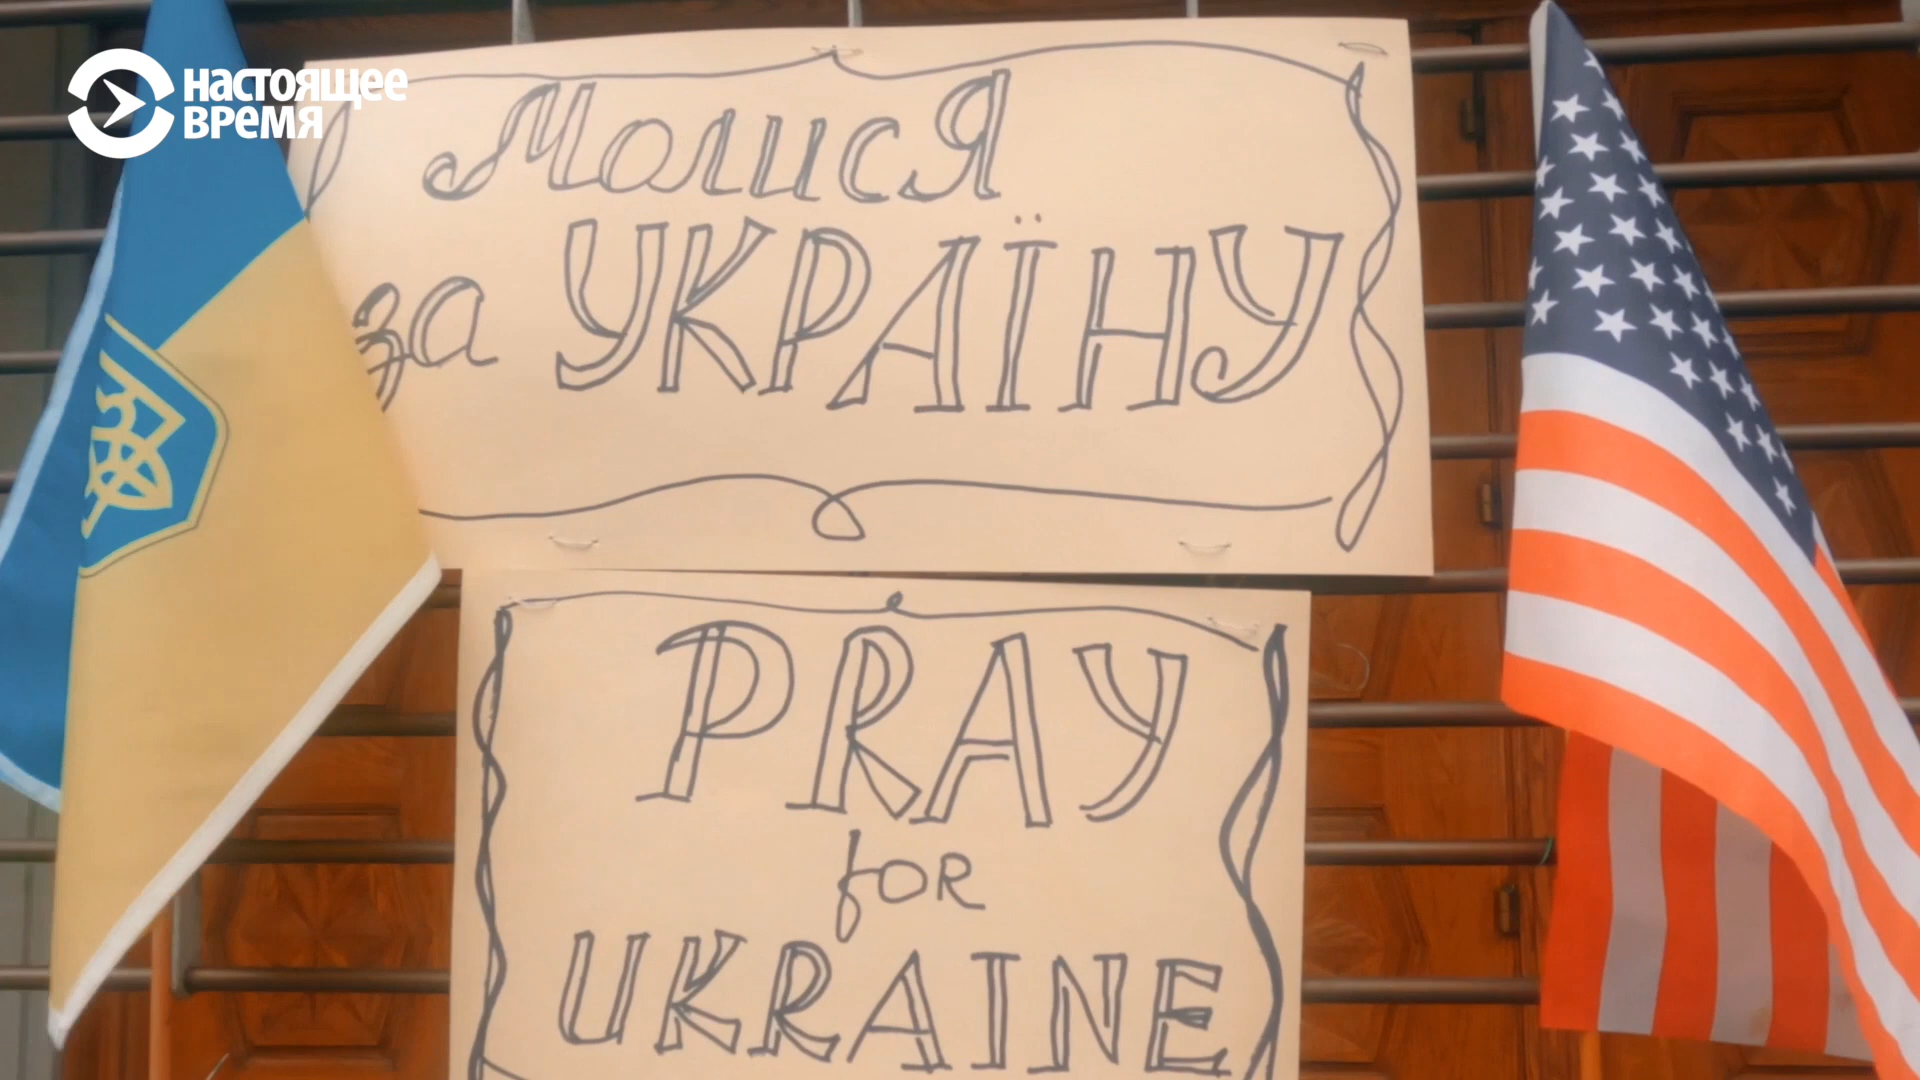 НАСТОЯЩЕЕ
ВРЕМЯ
Молися
за УКРАЇНУ
PRAY
for
UKRAINE